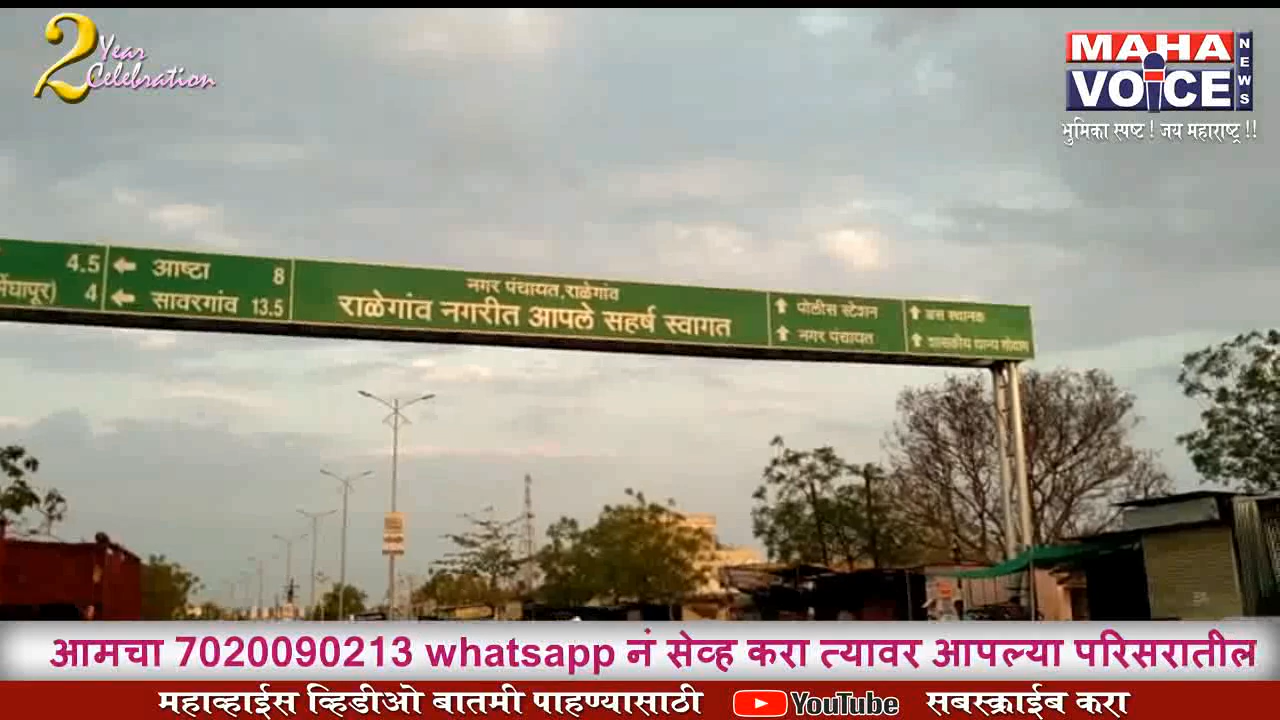 2 Year
Celebration
MAHA
VOICE
NEWS
भुमिका स्पष्ट ! जय महाराष्ट्र !!
4.5
मेंघापूर) 4
← आष्टा 8
← सावरगांव 13.5
नगर पंचायत,राळेगांव
राळेगांव नगरीत आपले सहर्ष स्वागत
↑ पोलीस स्टेशन
↑ नगर पंचायत
↑ बस स्थानक
↑ शासकीय धान्य गोदाम
आमचा 7020090213 whatsapp नं सेव्ह करा त्यावर आपल्या परिसरातील
महाव्हाईस व्हिडीओ बातमी पाहण्यासाठी YouTube सबस्क्राईब करा